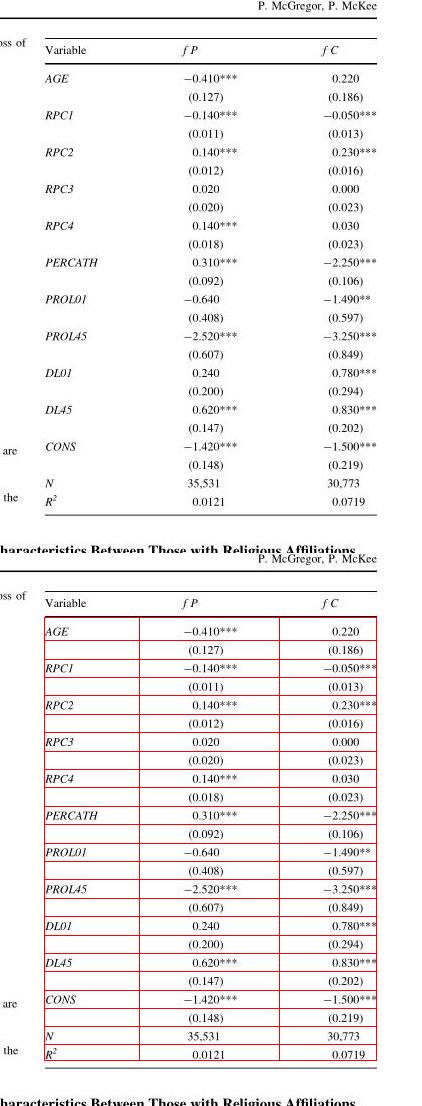 P. McGregor, P. McKee
oss of
Variable f P f C
AGE −0.410*** 0.220
(0.127) (0.186)
RPC1 −0.140*** −0.050***
(0.011) (0.013)
RPC2 0.140*** 0.230***
(0.012) (0.016)
RPC3 0.020 0.000
(0.020) (0.023)
RPC4 0.140*** 0.030
(0.018) (0.023)
PERCATH 0.310*** −2.250***
(0.092) (0.106)
PROL01 −0.640 −1.490**
(0.408) (0.597)
PROL45 −2.520*** −3.250***
(0.607) (0.849)
DL01 0.240 0.780***
(0.200) (0.294)
DL45 0.620*** 0.830***
(0.147) (0.202)
are
CONS −1.420*** −1.500***
(0.148) (0.219)
N 35,531 30,773
the
R² 0.0121 0.0719
haracteristics Between Those with Religious Affiliations
P. McGregor, P. McKee
oss of
Variable f P f C
AGE −0.410*** 0.220
(0.127) (0.186)
RPC1 −0.140*** −0.050***
(0.011) (0.013)
RPC2 0.140*** 0.230***
(0.012) (0.016)
RPC3 0.020 0.000
(0.020) (0.023)
RPC4 0.140*** 0.030
(0.018) (0.023)
PERCATH 0.310*** −2.250***
(0.092) (0.106)
PROL01 −0.640 −1.490**
(0.408) (0.597)
PROL45 −2.520*** −3.250***
(0.607) (0.849)
DL01 0.240 0.780***
(0.200) (0.294)
DL45 0.620*** 0.830***
(0.147) (0.202)
are
CONS −1.420*** −1.500***
(0.148) (0.219)
N 35,531 30,773
the
R² 0.0121 0.0719
haracteristics Between Those with Religious Affiliations